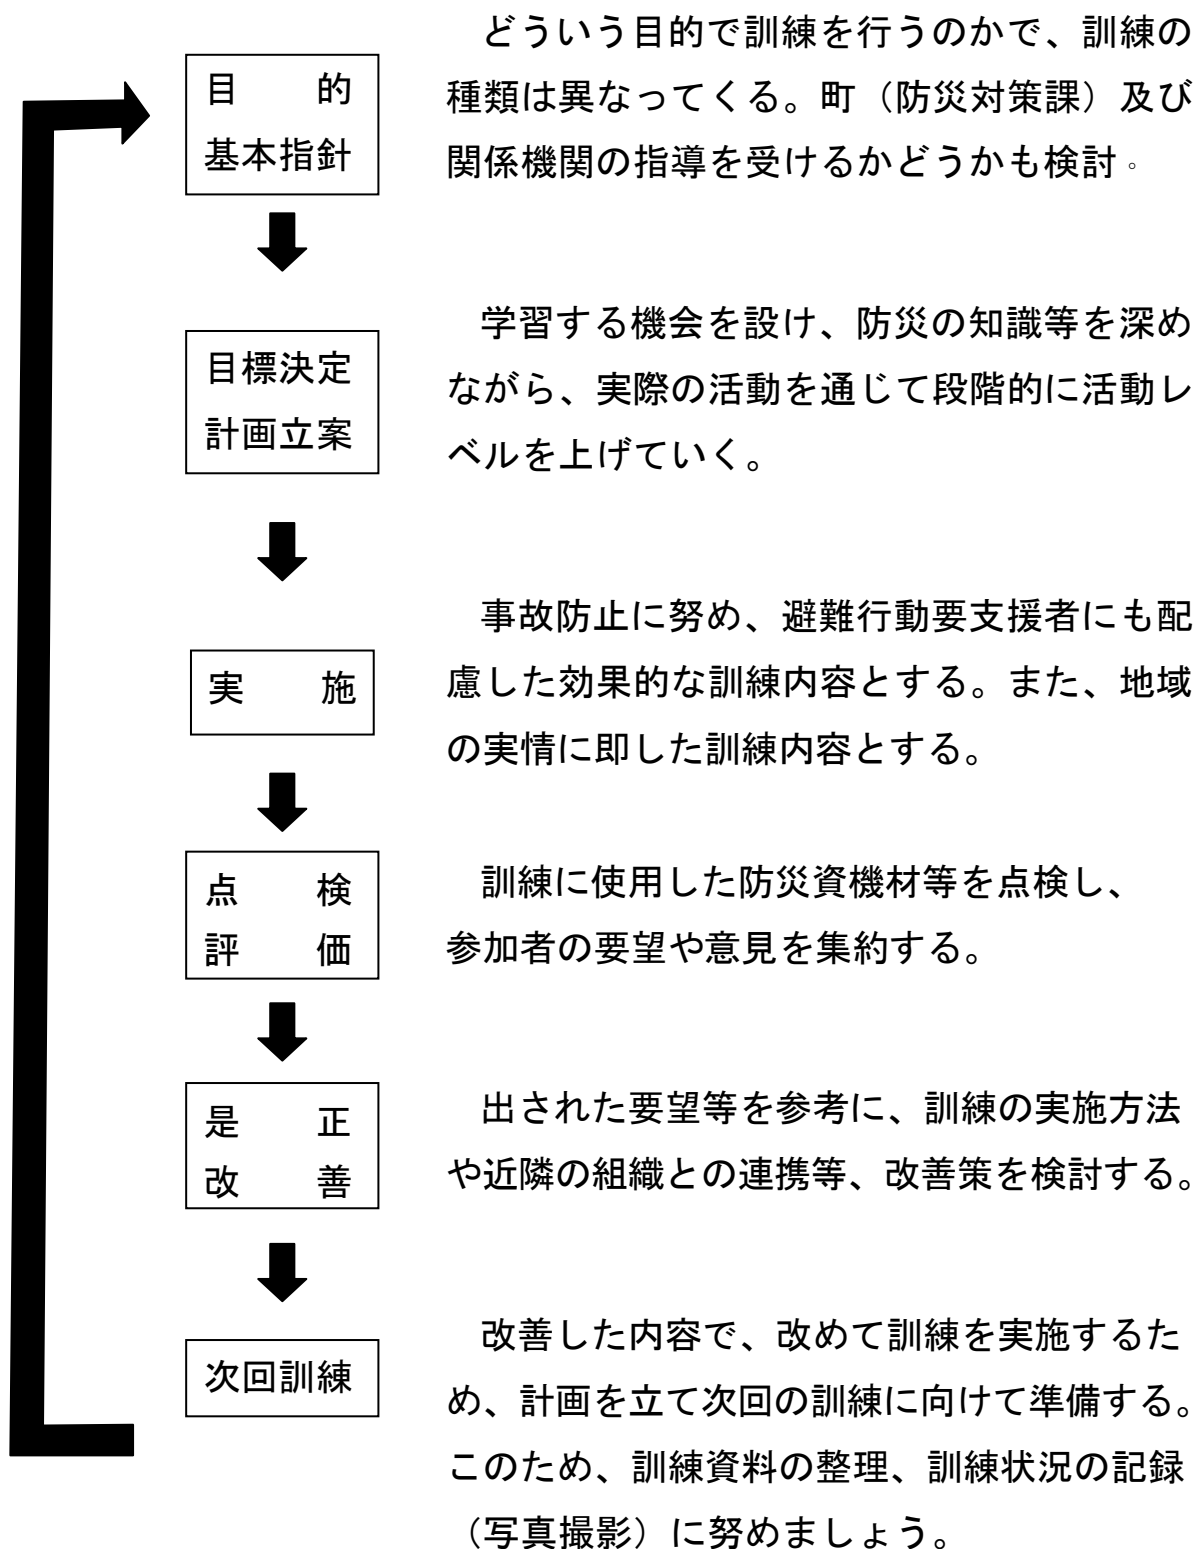 目　　的
基本指針
どういう目的で訓練を行うのかで、訓練の
種類は異なってくる。町（防災対策課）及び
関係機関の指導を受けるかどうかも検討。
目標決定
計画立案
学習する機会を設け、防災の知識等を深め
ながら、実際の活動を通じて段階的に活動レ
ベルを上げていく。
実　　施
事故防止に努め、避難行動要支援者にも配
慮した効果的な訓練内容とする。また、地域
の実情に即した訓練内容とする。
点　　検
評　　価
訓練に使用した防災資機材等を点検し、
参加者の要望や意見を集約する。
是　　正
改　　善
出された要望等を参考に、訓練の実施方法
や近隣の組織との連携等、改善策を検討する。
次回訓練
改善した内容で、改めて訓練を実施するた
め、計画を立て次回の訓練に向けて準備する。
このため、訓練資料の整理、訓練状況の記録
（写真撮影）に努めましょう。